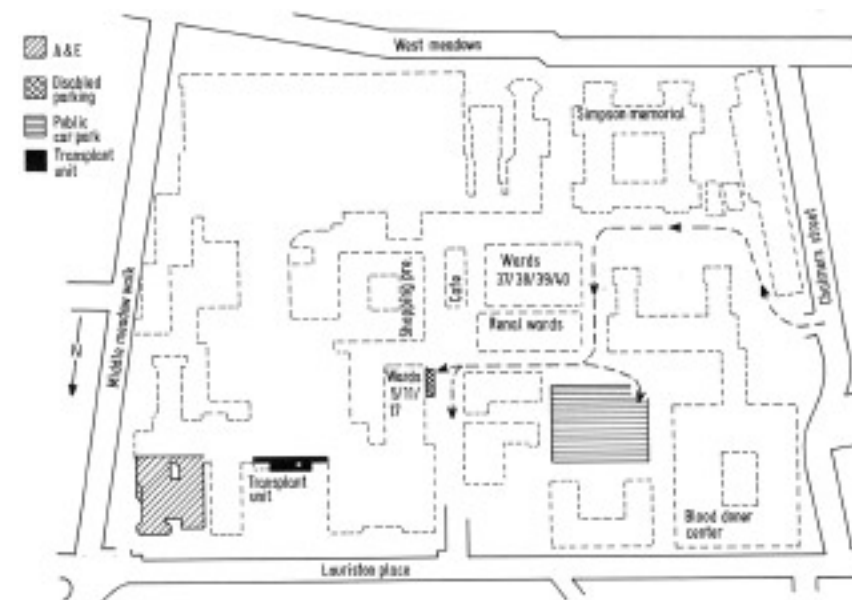 West meadows
A & E
Disabled
parking
Public
car park
Transplant
unit
Simpson memorial
Chalmers street
Wards
37/38/39/40
Cafe
Shopping pre.
Renal wards
Middle meadow walk
N
Wards
5/11/
17
Transplant
unit
Blood donor
center
Lauriston place